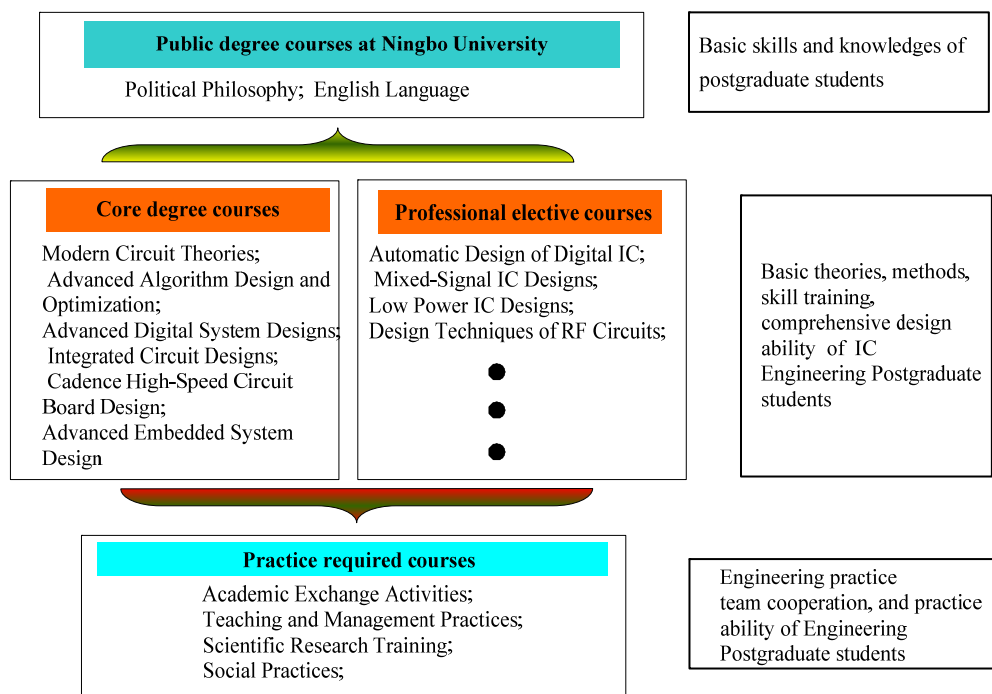 Public degree courses at Ningbo University
Political Philosophy; English Language
Basic skills and knowledges of
postgraduate students
Core degree courses
Modern Circuit Theories;
Advanced Algorithm Design and
Optimization;
Advanced Digital System Designs;
Integrated Circuit Designs;
Cadence High-Speed Circuit
Board Design;
Advanced Embedded System
Design
Professional elective courses
Automatic Design of Digital IC;
Mixed-Signal IC Designs;
Low Power IC Designs;
Design Techniques of RF Circuits;
Basic theories, methods,
skill training,
comprehensive design
ability of IC
Engineering Postgraduate
students
Practice required courses
Academic Exchange Activities;
Teaching and Management Practices;
Scientific Research Training;
Social Practices;
Engineering practice
team cooperation, and practice
ability of Engineering
Postgraduate students